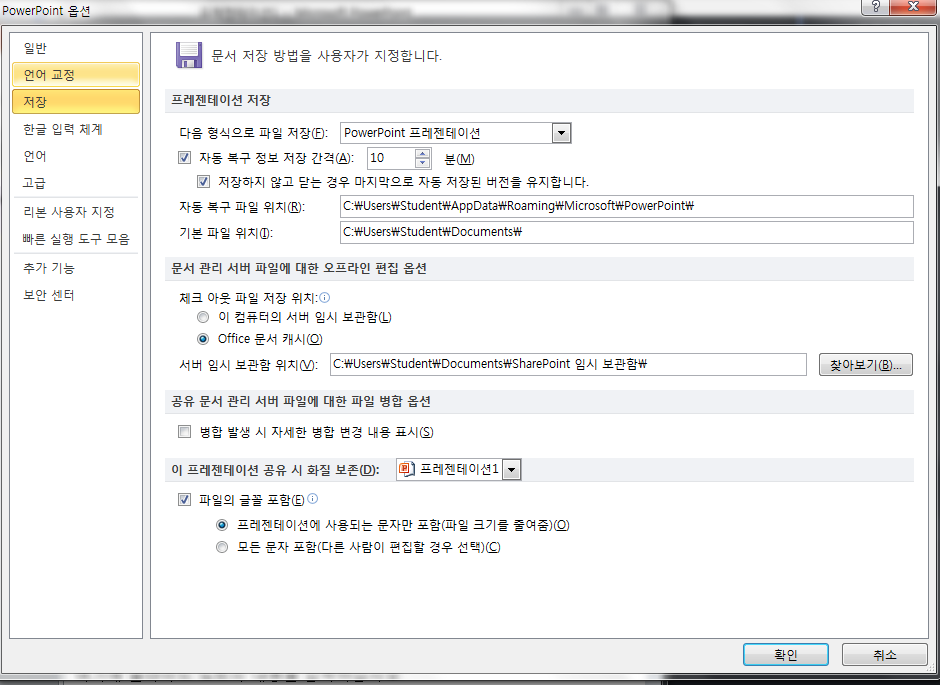 PowerPoint 옵션
일반
언어 교정
저장
한글 입력 체계
언어
고급
리본 사용자 지정
빠른 실행 도구 모음
추가 기능
보안 센터
문서 저장 방법을 사용자가 지정합니다.
프레젠테이션 저장
다음 형식으로 파일 저장(F): PowerPoint 프레젠테이션
자동 복구 정보 저장 간격(A): 10 분(M)
저장하지 않고 닫는 경우 마지막으로 자동 저장된 버전을 유지합니다.
자동 복구 파일 위치(R): C:₩Users₩Student₩AppData₩Roaming₩Microsoft₩PowerPoint₩
기본 파일 위치(I): C:₩Users₩Student₩Documents₩
문서 관리 서버 파일에 대한 오프라인 편집 옵션
체크 아웃 파일 저장 위치:
이 컴퓨터의 서버 임시 보관함(L)
Office 문서 캐시(O)
서버 임시 보관함 위치(V): C:₩Users₩Student₩Documents₩SharePoint 임시 보관함₩ 찾아보기(B)...
공유 문서 관리 서버 파일에 대한 파일 병합 옵션
병합 발생 시 자세한 병합 변경 내용 표시(S)
이 프레젠테이션 공유 시 화질 보존(D): 프레젠테이션1
파일의 글꼴 포함(E)
프레젠테이션에 사용되는 문자만 포함(파일 크기를 줄여줌)(O)
모든 문자 포함(다른 사람이 편집할 경우 선택)(C)
확인 취소